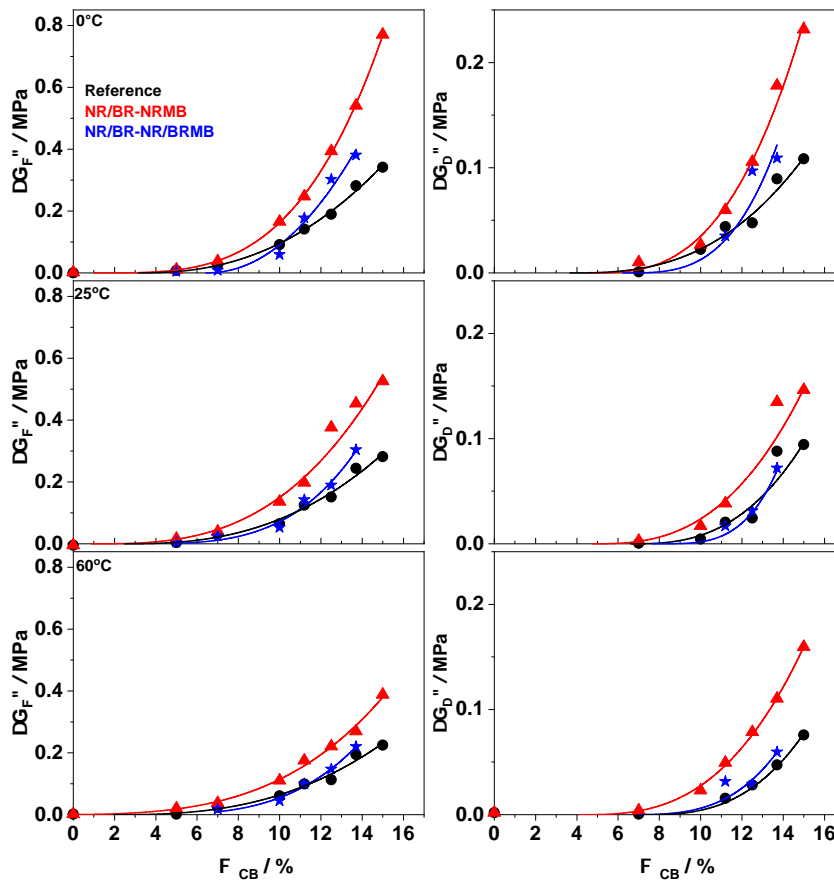 0°C
Reference
NR/BR-NRMB
NR/BR-NR/BRMB
DG_F" / MPa
0.8
0.6
0.4
0.2
0.0
DG_D" / MPa
0.2
0.1
0.0
25°C
DG_F" / MPa
0.8
0.6
0.4
0.2
0.0
DG_D" / MPa
0.2
0.1
0.0
60°C
DG_F" / MPa
0.8
0.6
0.4
0.2
0.0
0 2 4 6 8 10 12 14 16
F CB / %
DG_D" / MPa
0.2
0.1
0.0
0 2 4 6 8 10 12 14 16
F CB / %